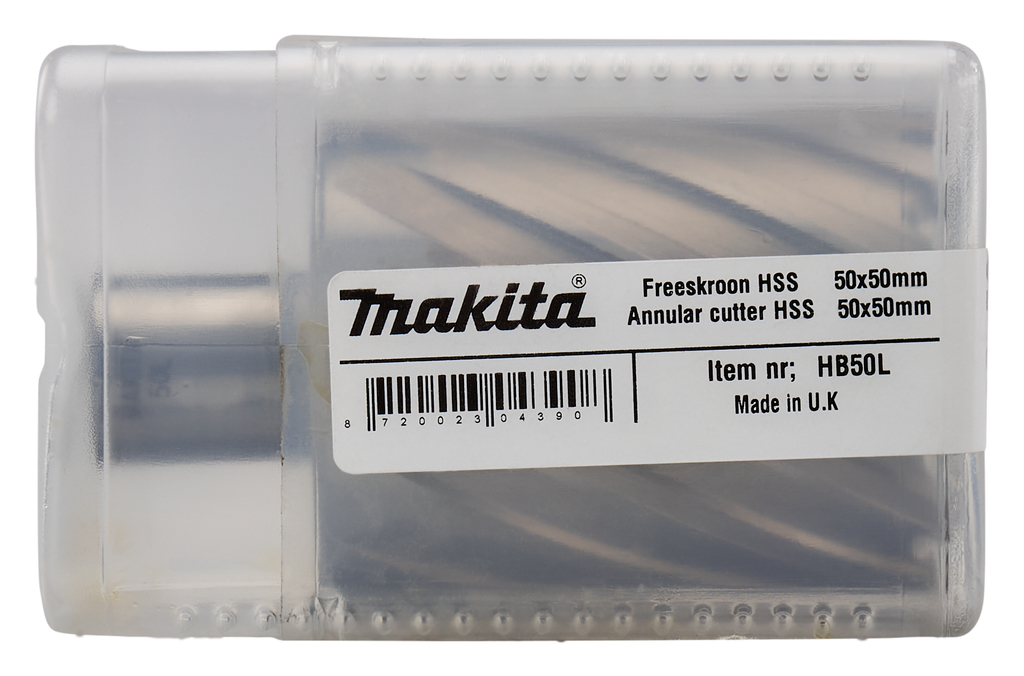 makita®
Freeskroon HSS 50x50mm
Annular cutter HSS 50x50mm
Item nr; HB50L
Made in U.K
8 720023 04390